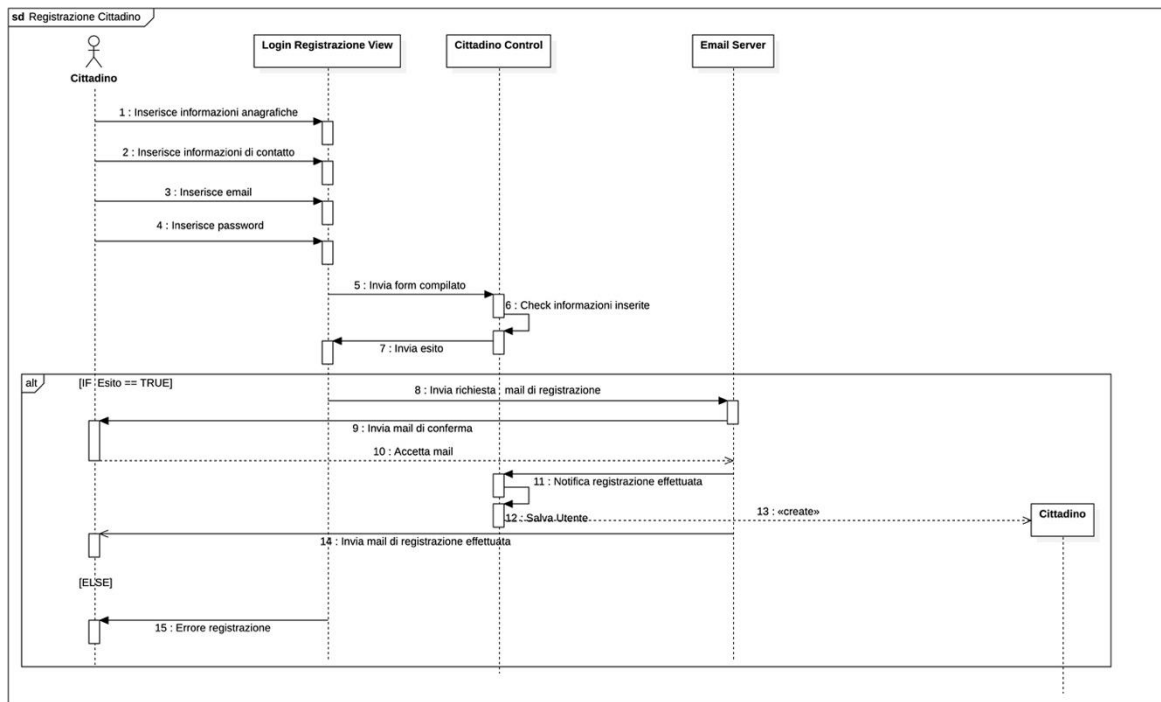 sd Registrazione Cittadino
Cittadino
Login Registrazione View
Cittadino Control
Email Server
1 : Inserisce informazioni anagrafiche
2 : Inserisce informazioni di contatto
3 : Inserisce email
4 : Inserisce password
5 : Invia form compilato
6 : Check informazioni inserite
7 : Invia esito
alt
[IF Esito == TRUE]
8 : Invia richiesta mail di registrazione
9 : Invia mail di conferma
10 : Accetta mail
11 : Notifica registrazione effettuata
12 : Salva Utente
13 : «create»
Cittadino
14 : Invia mail di registrazione effettuata
[ELSE]
15 : Errore registrazione